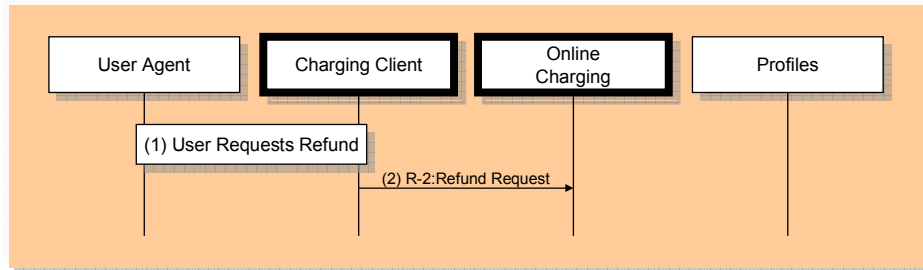 User Agent
Charging Client
Online
Charging
Profiles
(1) User Requests Refund
(2) R-2:Refund Request